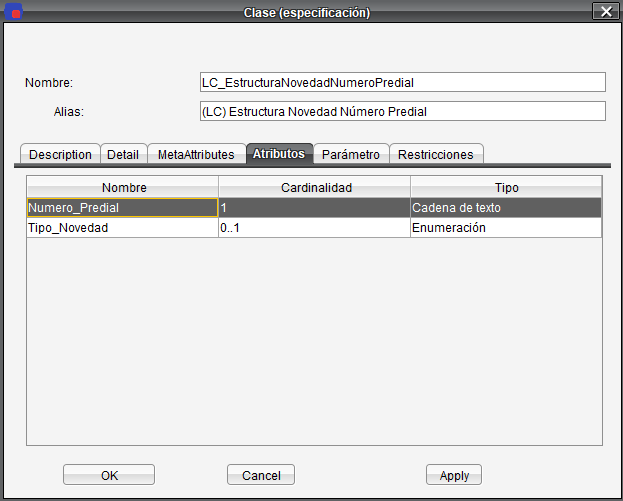 Clase (especificación)
Nombre: LC_EstructuraNovedadNumeroPredial
Alias: (LC) Estructura Novedad Número Predial
Description Detail MetaAttributes Atributos Parámetro Restricciones
Nombre Cardinalidad Tipo
Numero_Predial 1 Cadena de texto
Tipo_Novedad 0..1 Enumeración
OK Cancel Apply